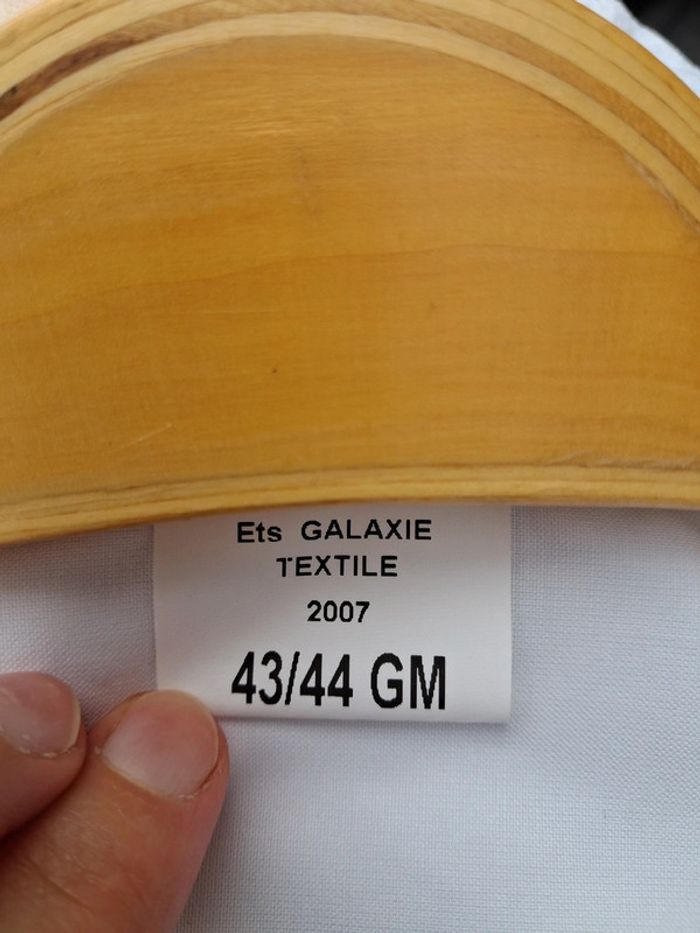 Ets GALAXIE
TEXTILE
2007
43/44 GM